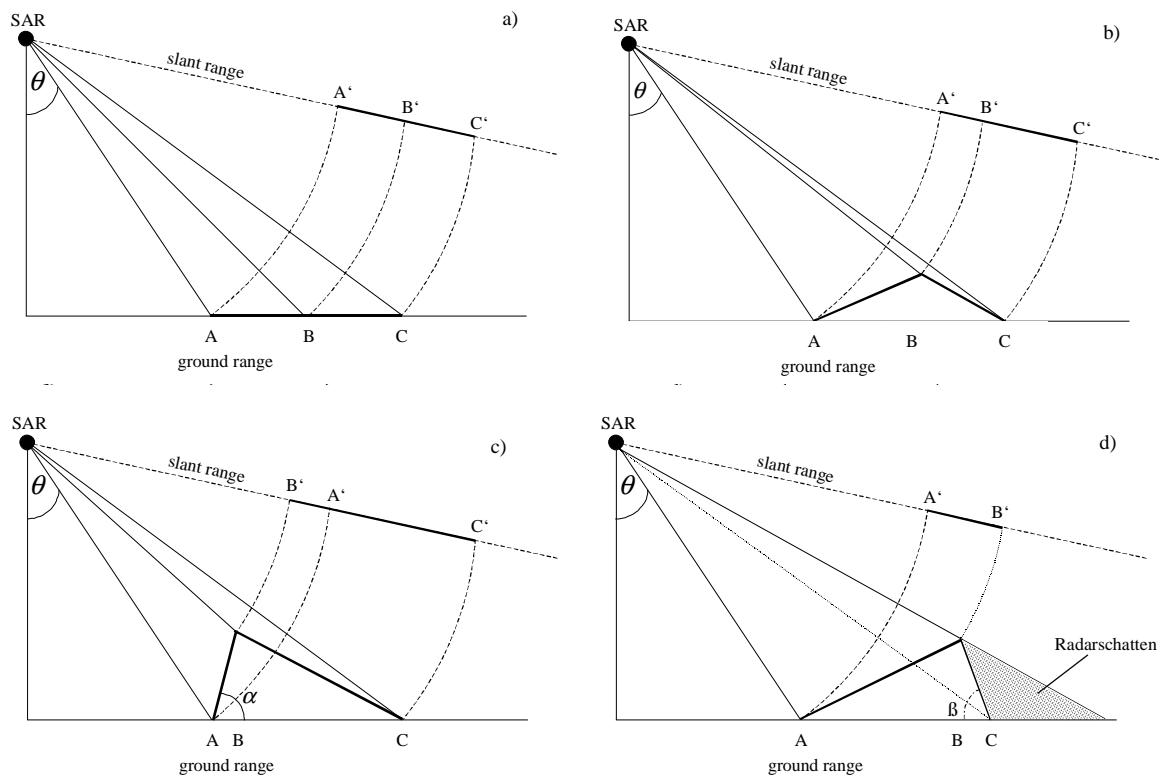 SAR
a)
slant range
θ
A‘
B‘
C‘
A
B
C
ground range
SAR
b)
slant range
θ
A‘
B‘
C‘
A
B
C
ground range
SAR
c)
slant range
θ
B‘
A‘
C‘
α
A
B
C
ground range
SAR
d)
slant range
θ
A‘
B‘
Radarschatten
ß
A
B
C
ground range